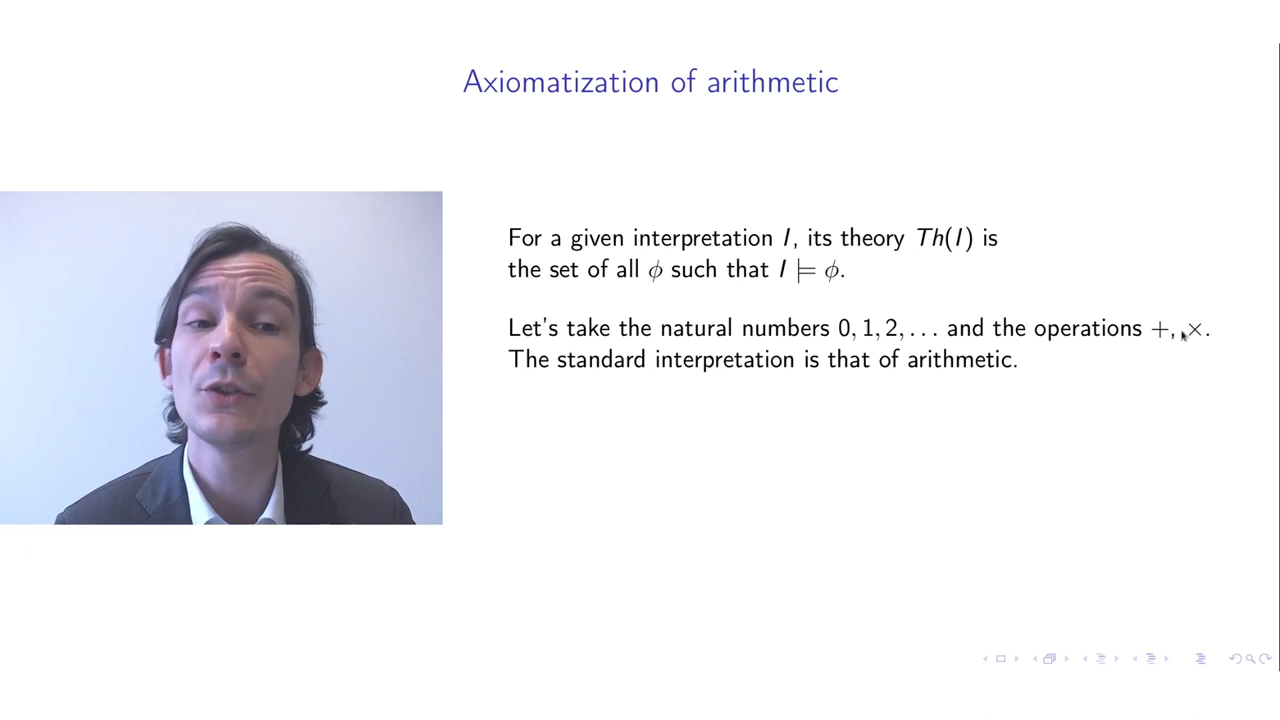 Axiomatization of arithmetic
For a given interpretation I, its theory Th(I) is
the set of all ϕ such that I ⊨ ϕ.
Let's take the natural numbers 0, 1, 2, . . . and the operations +, ×.
The standard interpretation is that of arithmetic.